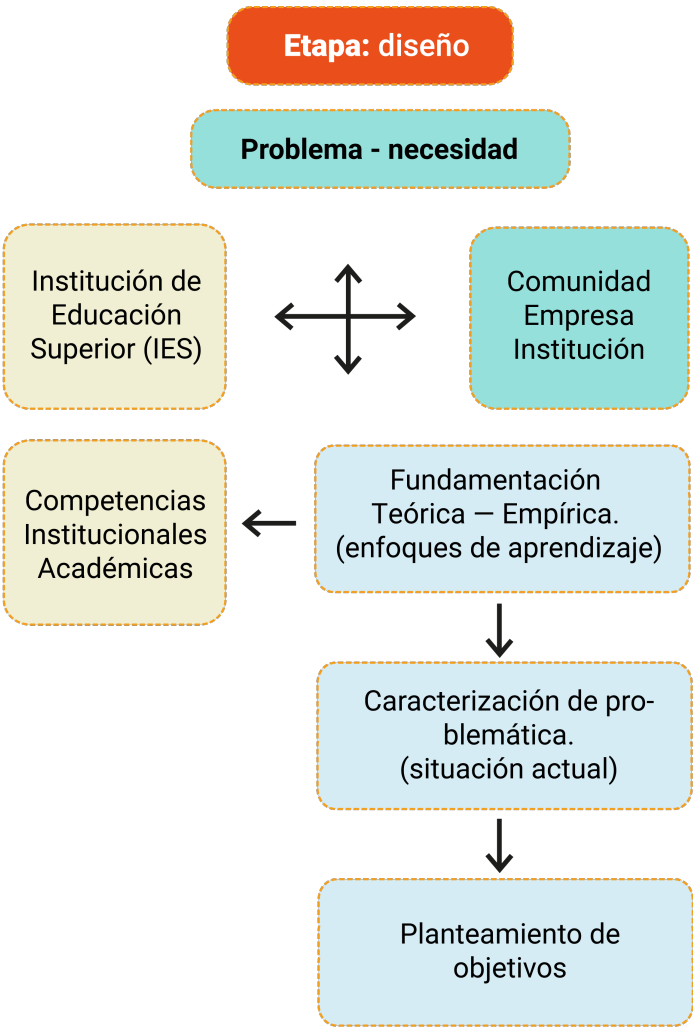 Etapa: diseño
Problema - necesidad
Institución de
Educación
Superior (IES)
Comunidad
Empresa
Institución
Competencias
Institucionales
Académicas
Fundamentación
Teórica — Empírica.
(enfoques de aprendizaje)
Caracterización de pro-
blemática.
(situación actual)
Planteamiento de
objetivos